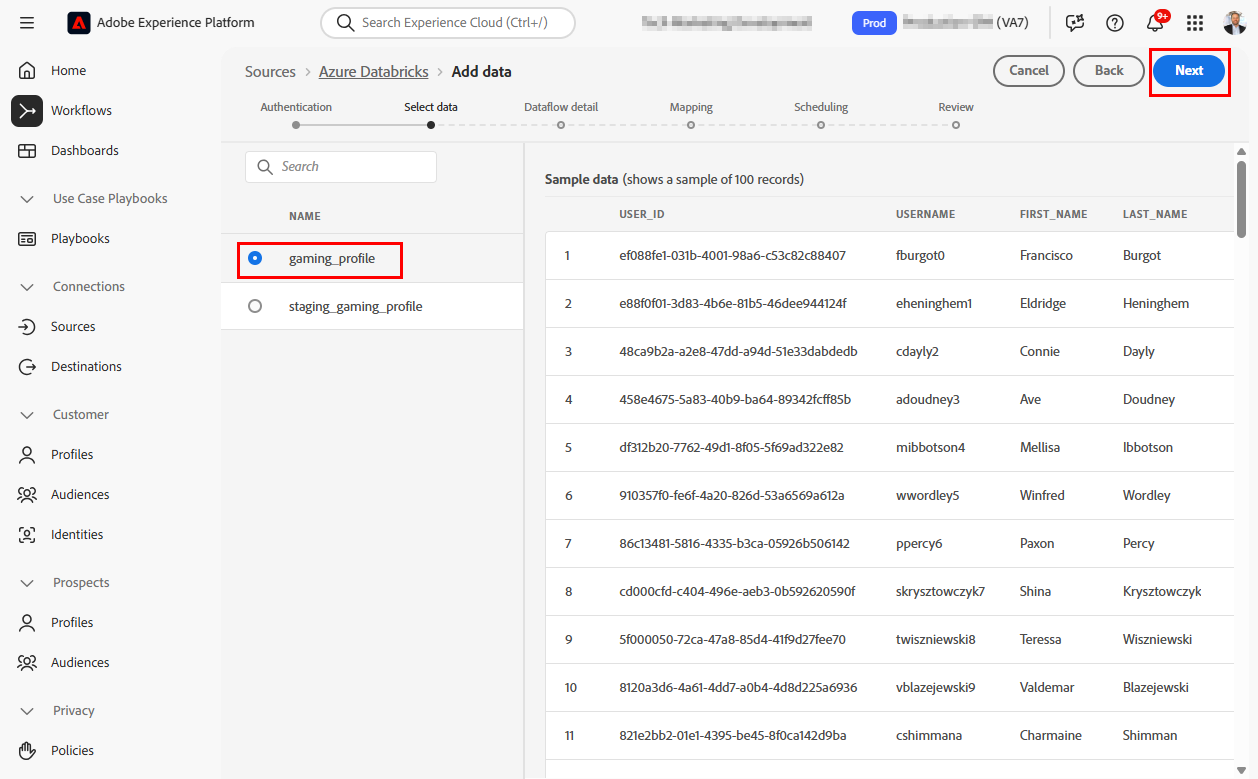 Adobe Experience Platform
Search Experience Cloud (Ctrl+/)
Prod
(VA7)
9+
Home
Workflows
Dashboards
Use Case Playbooks
Playbooks
Connections
Sources
Destinations
Customer
Profiles
Audiences
Identities
Prospects
Profiles
Audiences
Privacy
Policies
Sources > Azure Databricks > Add data
Cancel
Back
Next
Authentication
Select data
Dataflow detail
Mapping
Scheduling
Review
Search
NAME
gaming_profile
staging_gaming_profile
Sample data (shows a sample of 100 records)
USER_ID USERNAME FIRST_NAME LAST_NAME
1 ef088fe1-031b-4001-98a6-c53c82c88407 fburgot0 Francisco Burgot
2 e88f0f01-3d83-4b6e-81b5-46dee944124f eheninghem1 Eldridge Heninghem
3 48ca9b2a-a2e8-47dd-a94d-51e33dabdedb cdayly2 Connie Dayly
4 458e4675-5a83-40b9-ba64-89342fcff85b adoudney3 Ave Doudney
5 df312b20-7762-49d1-8f05-5f69ad322e82 mibbotson4 Mellisa Ibbotson
6 910357f0-fe6f-4a20-826d-53a6569a612a wwordley5 Winfred Wordley
7 86c13481-5816-4335-b3ca-05926b506142 ppercy6 Paxon Percy
8 cd000cfd-c404-496e-aeb3-0b592620590f skrysztowczyk7 Shina Krysztowczyk
9 5f000050-72ca-47a8-85d4-41f9d27fee70 twiszniewski8 Teressa Wiszniewski
10 8120a3d6-4a61-4dd7-a0b4-4d8d225a6936 vblazejewski9 Valdemar Blazejewski
11 821e2bb2-01e1-4395-be45-8f0ca142d9ba cshimmana Charmaine Shimman